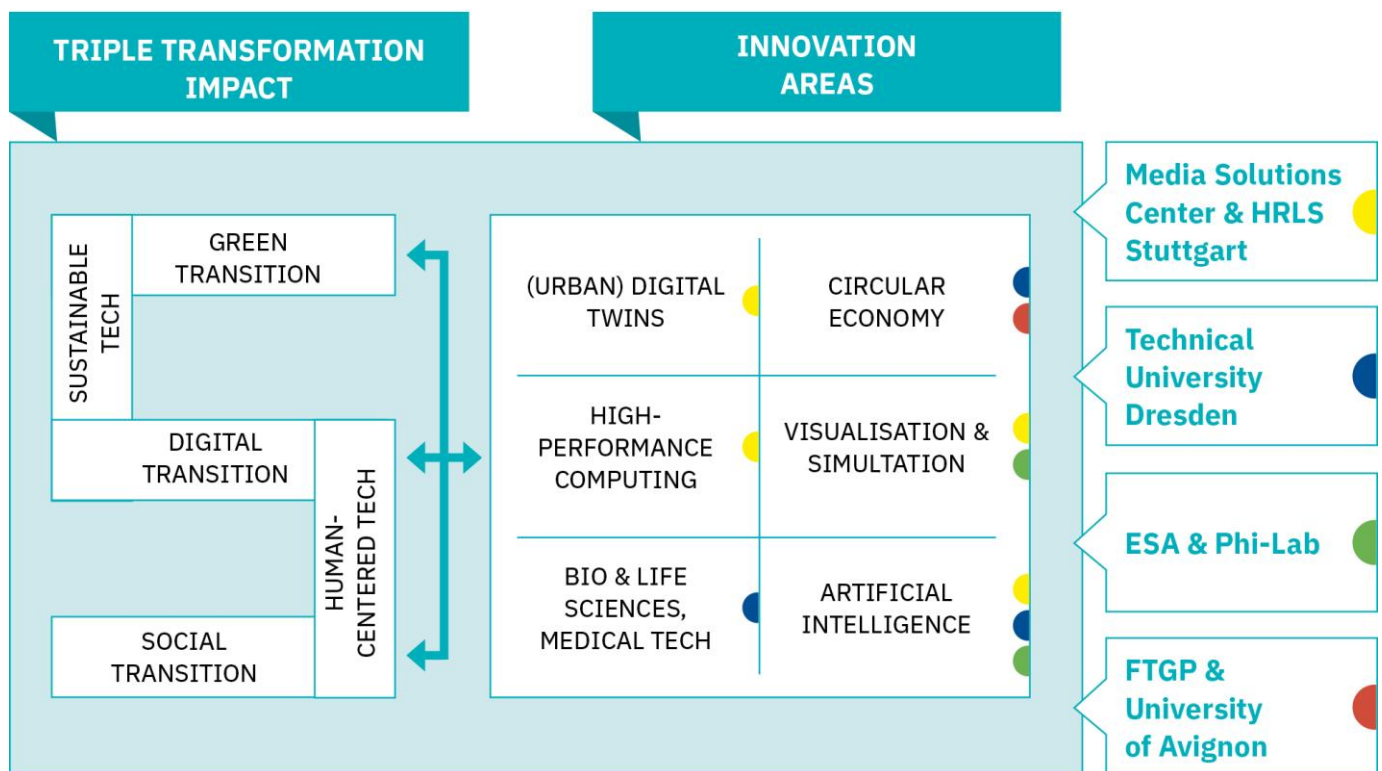 TRIPLE TRANSFORMATION
IMPACT
INNOVATION
AREAS
SUSTAINABLE
TECH
GREEN
TRANSITION
DIGITAL
TRANSITION
HUMAN-
CENTERED TECH
SOCIAL
TRANSITION
(URBAN) DIGITAL
TWINS
CIRCULAR
ECONOMY
HIGH-
PERFORMANCE
COMPUTING
VISUALISATION &
SIMULTATION
BIO & LIFE
SCIENCES,
MEDICAL TECH
ARTIFICIAL
INTELLIGENCE
Media Solutions
Center & HRLS
Stuttgart
Technical
University
Dresden
ESA & Phi-Lab
FTGP &
University
of Avignon